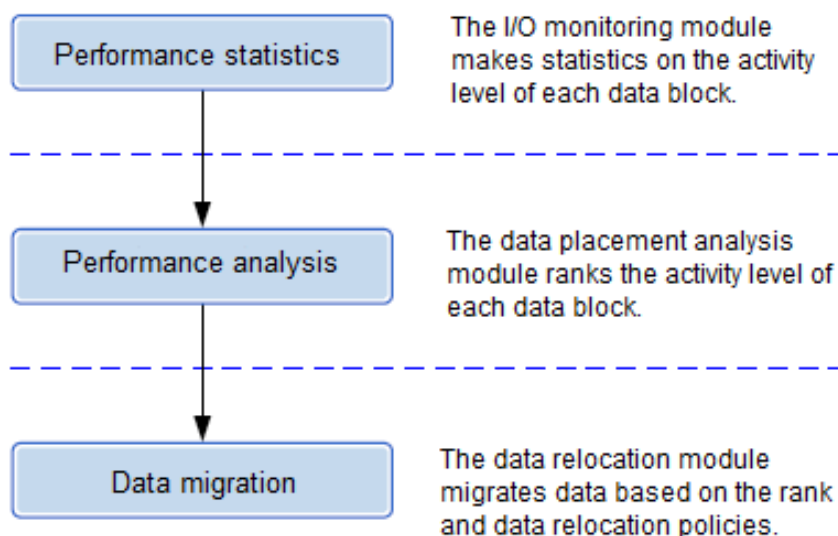 Performance statistics
The I/O monitoring module
makes statistics on the activity
level of each data block.
Performance analysis
The data placement analysis
module ranks the activity level of
each data block.
Data migration
The data relocation module
migrates data based on the rank
and data relocation policies.